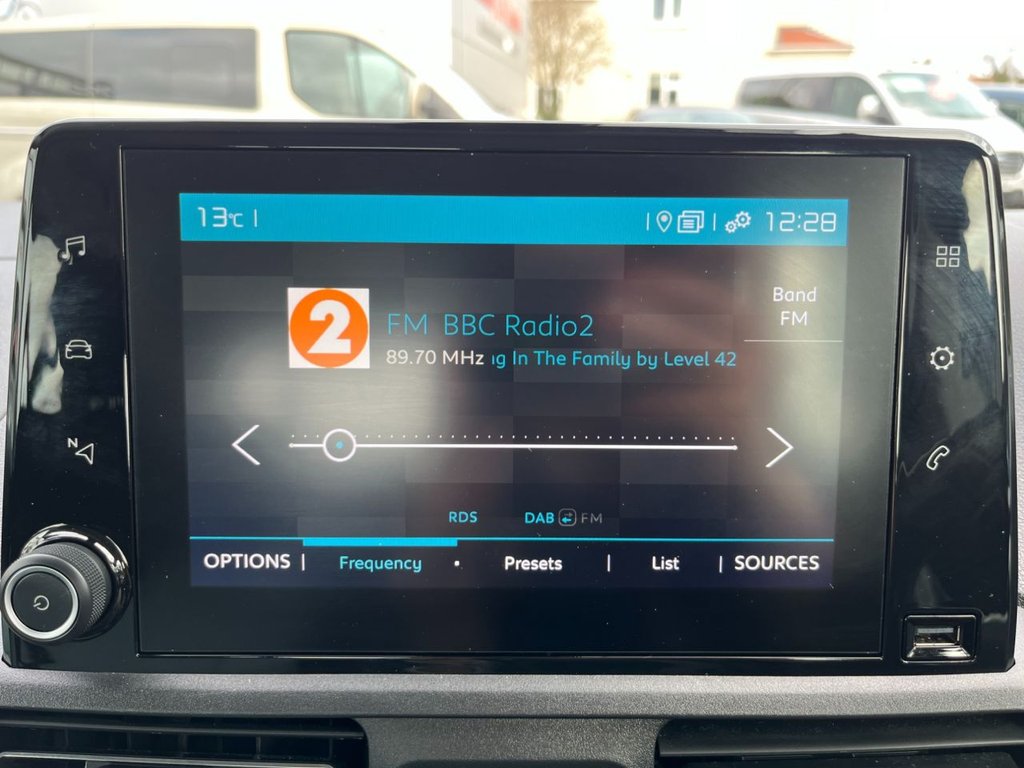 13°C
12:28
Band
FM
2
FM BBC Radio2
89.70 MHz ıg In The Family by Level 42
N
RDS DAB FM
OPTIONS Frequency Presets List SOURCES